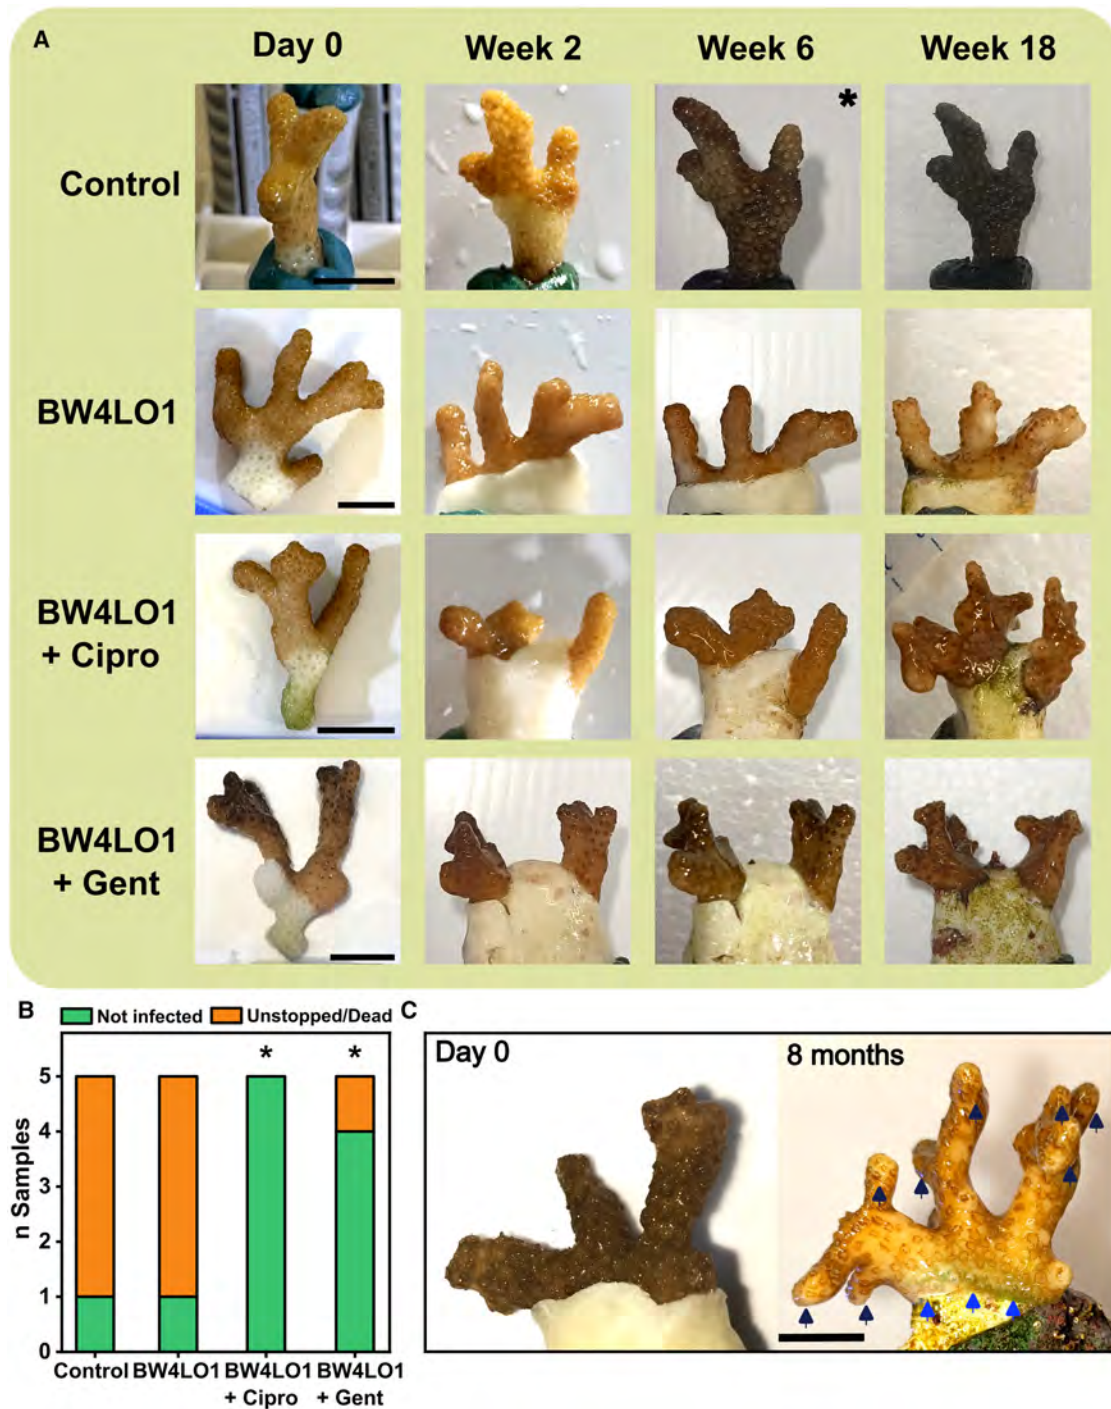 A
Day 0 Week 2 Week 6 Week 18
Control
*
BW4LO1
BW4LO1
+ Cipro
BW4LO1
+ Gent
B
Not infected Unstopped/Dead
* *
n Samples
5
4
3
2
1
0
Control BW4LO1 BW4LO1 BW4LO1
+ Cipro + Gent
C
Day 0 8 months